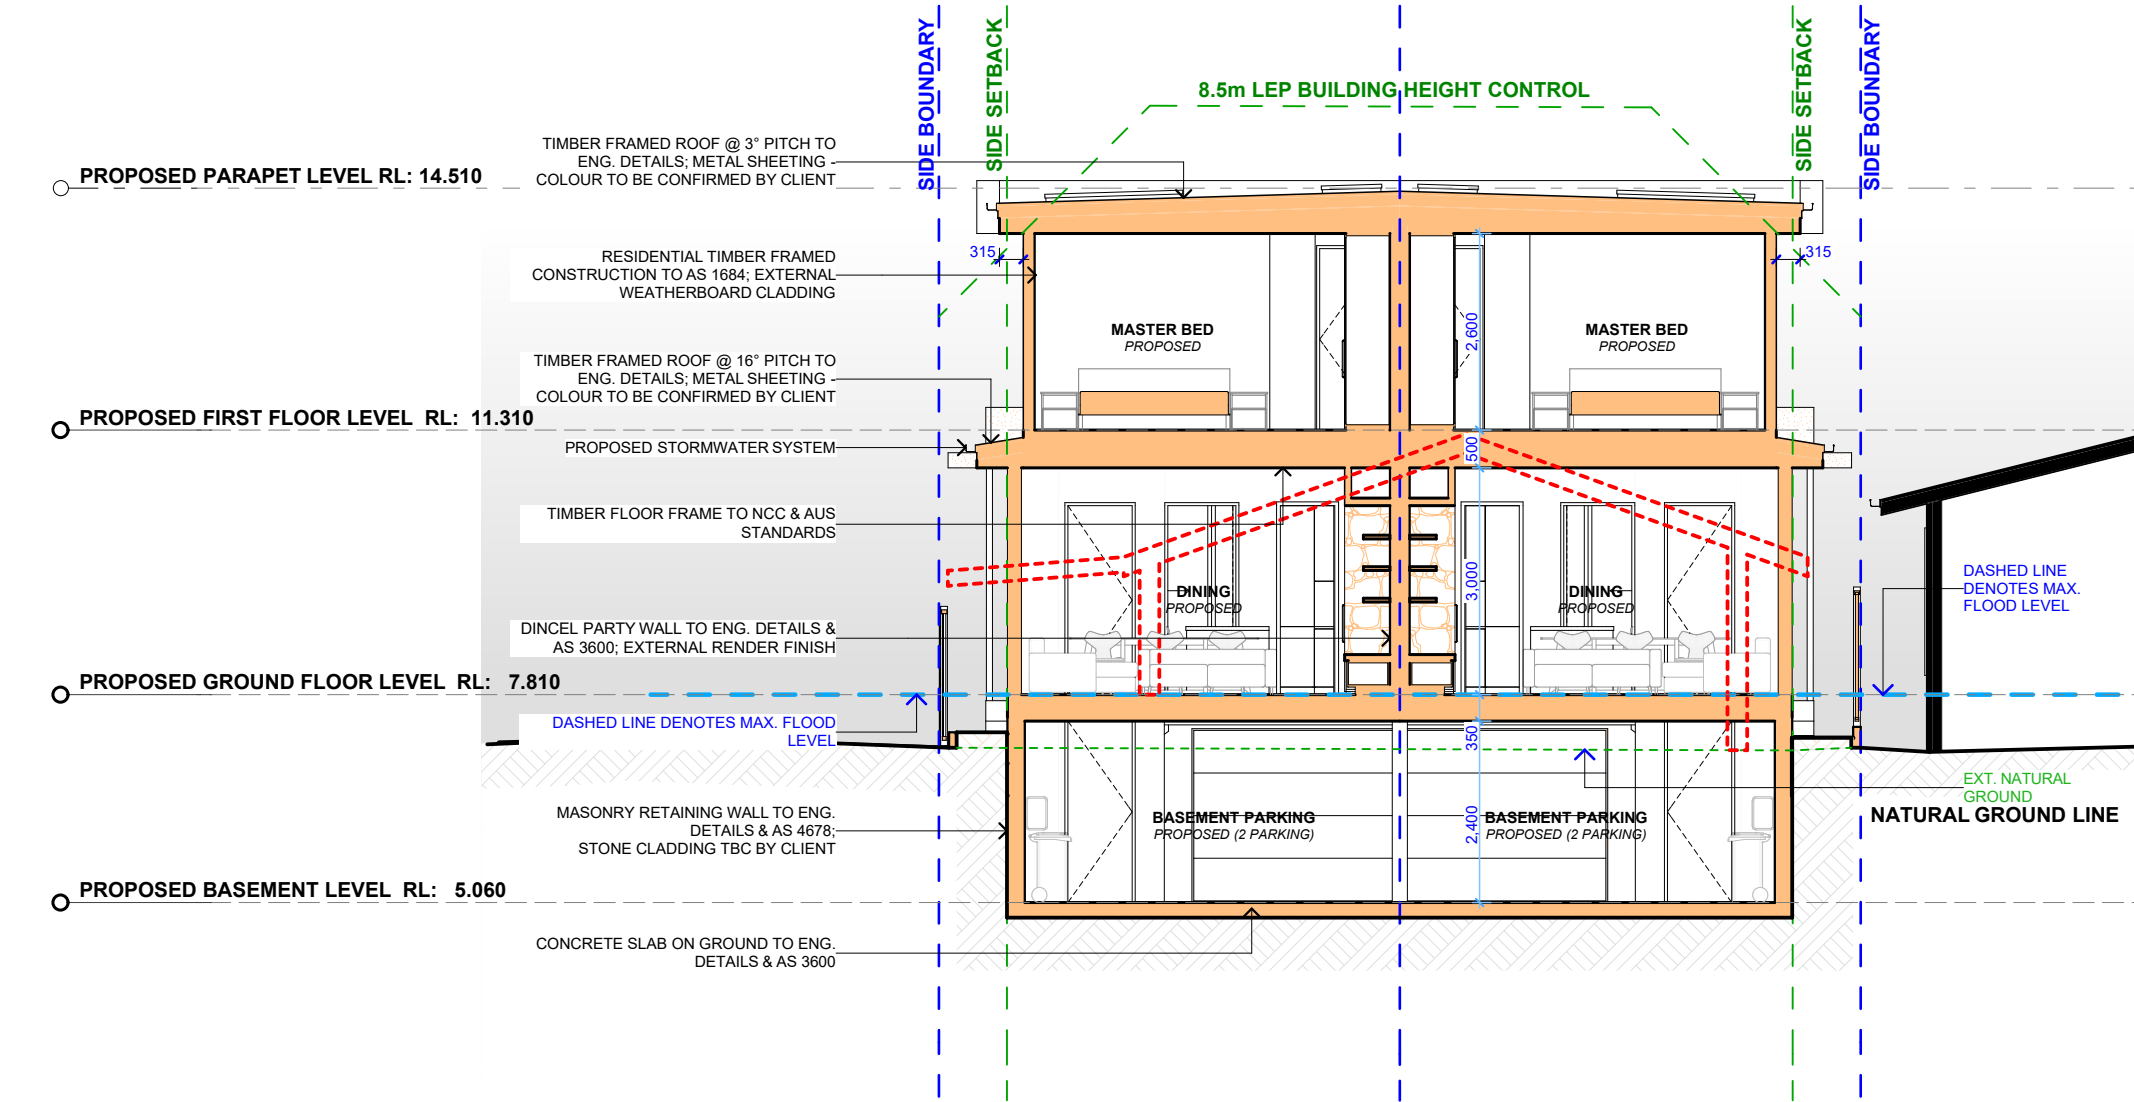 SIDE BOUNDARY
SIDE SETBACK
SIDE SETBACK
SIDE BOUNDARY
8.5m LEP BUILDING HEIGHT CONTROL
TIMBER FRAMED ROOF @ 3° PITCH TO
ENG. DETAILS; METAL SHEETING -
COLOUR TO BE CONFIRMED BY CLIENT
PROPOSED PARAPET LEVEL RL: 14.510
RESIDENTIAL TIMBER FRAMED
CONSTRUCTION TO AS 1684; EXTERNAL
WEATHERBOARD CLADDING
315
315
2,600
MASTER BED
PROPOSED
MASTER BED
PROPOSED
TIMBER FRAMED ROOF @ 16° PITCH TO
ENG. DETAILS; METAL SHEETING -
COLOUR TO BE CONFIRMED BY CLIENT
PROPOSED FIRST FLOOR LEVEL RL: 11.310
PROPOSED STORMWATER SYSTEM
500
TIMBER FLOOR FRAME TO NCC & AUS
STANDARDS
3,000
DINING
PROPOSED
DINING
PROPOSED
DASHED LINE
DENOTES MAX.
FLOOD LEVEL
DINCEL PARTY WALL TO ENG. DETAILS &
AS 3600; EXTERNAL RENDER FINISH
PROPOSED GROUND FLOOR LEVEL RL: 7.810
DASHED LINE DENOTES MAX. FLOOD
LEVEL
350
EXT. NATURAL
GROUND
NATURAL GROUND LINE
MASONRY RETAINING WALL TO ENG.
DETAILS & AS 4678;
STONE CLADDING TBC BY CLIENT
BASEMENT PARKING
PROPOSED (2 PARKING)
2,400
BASEMENT PARKING
PROPOSED (2 PARKING)
PROPOSED BASEMENT LEVEL RL: 5.060
CONCRETE SLAB ON GROUND TO ENG.
DETAILS & AS 3600